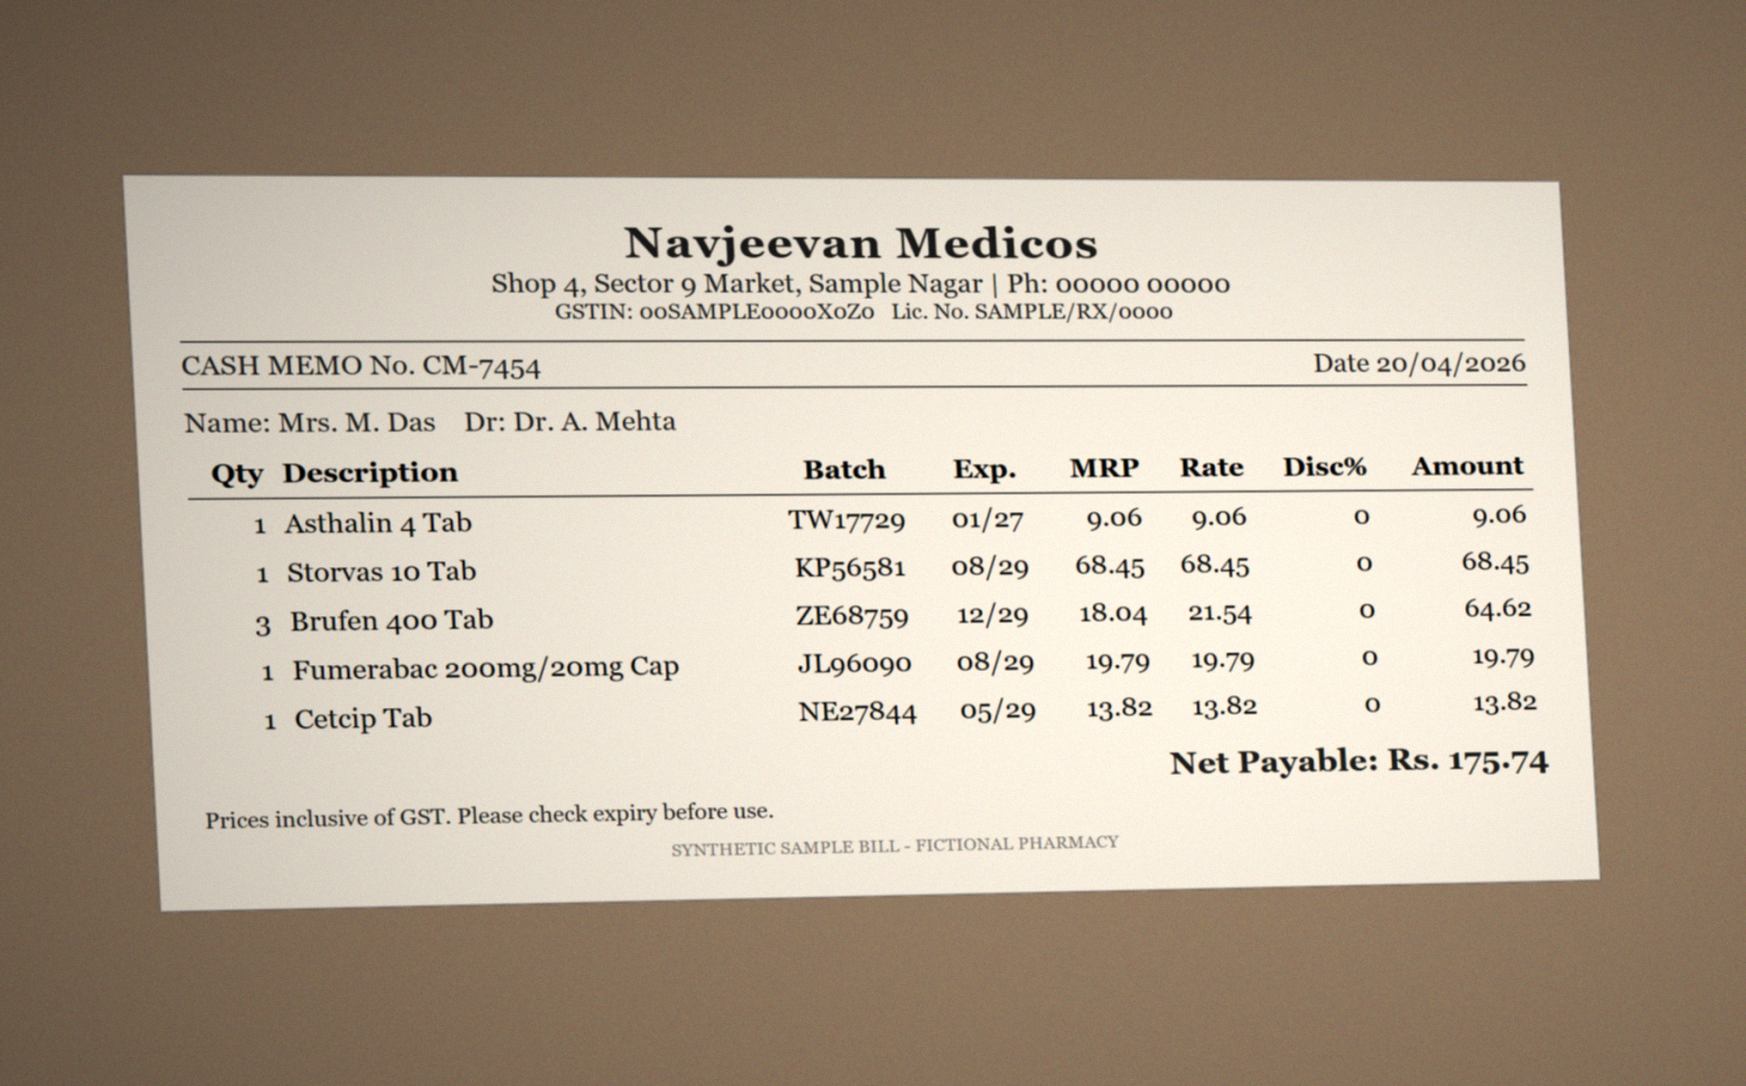 Navjeevan Medicos
Shop 4, Sector 9 Market, Sample Nagar | Ph: 00000 00000
GSTIN: 00SAMPLE0000X0Z0 Lic. No. SAMPLE/RX/0000
CASH MEMO No. CM-7454 Date 20/04/2026
Name: Mrs. M. Das Dr: Dr. A. Mehta
Qty Description Batch Exp. MRP Rate Disc% Amount
1 Asthalin 4 Tab TW17729 01/27 9.06 9.06 0 9.06
1 Storvas 10 Tab KP56581 08/29 68.45 68.45 0 68.45
3 Brufen 400 Tab ZE68759 12/29 18.04 21.54 0 64.62
1 Fumerabac 200mg/20mg Cap JL96090 08/29 19.79 19.79 0 19.79
1 Cetcip Tab NE27844 05/29 13.82 13.82 0 13.82
Net Payable: Rs. 175.74
Prices inclusive of GST. Please check expiry before use.
SYNTHETIC SAMPLE BILL - FICTIONAL PHARMACY